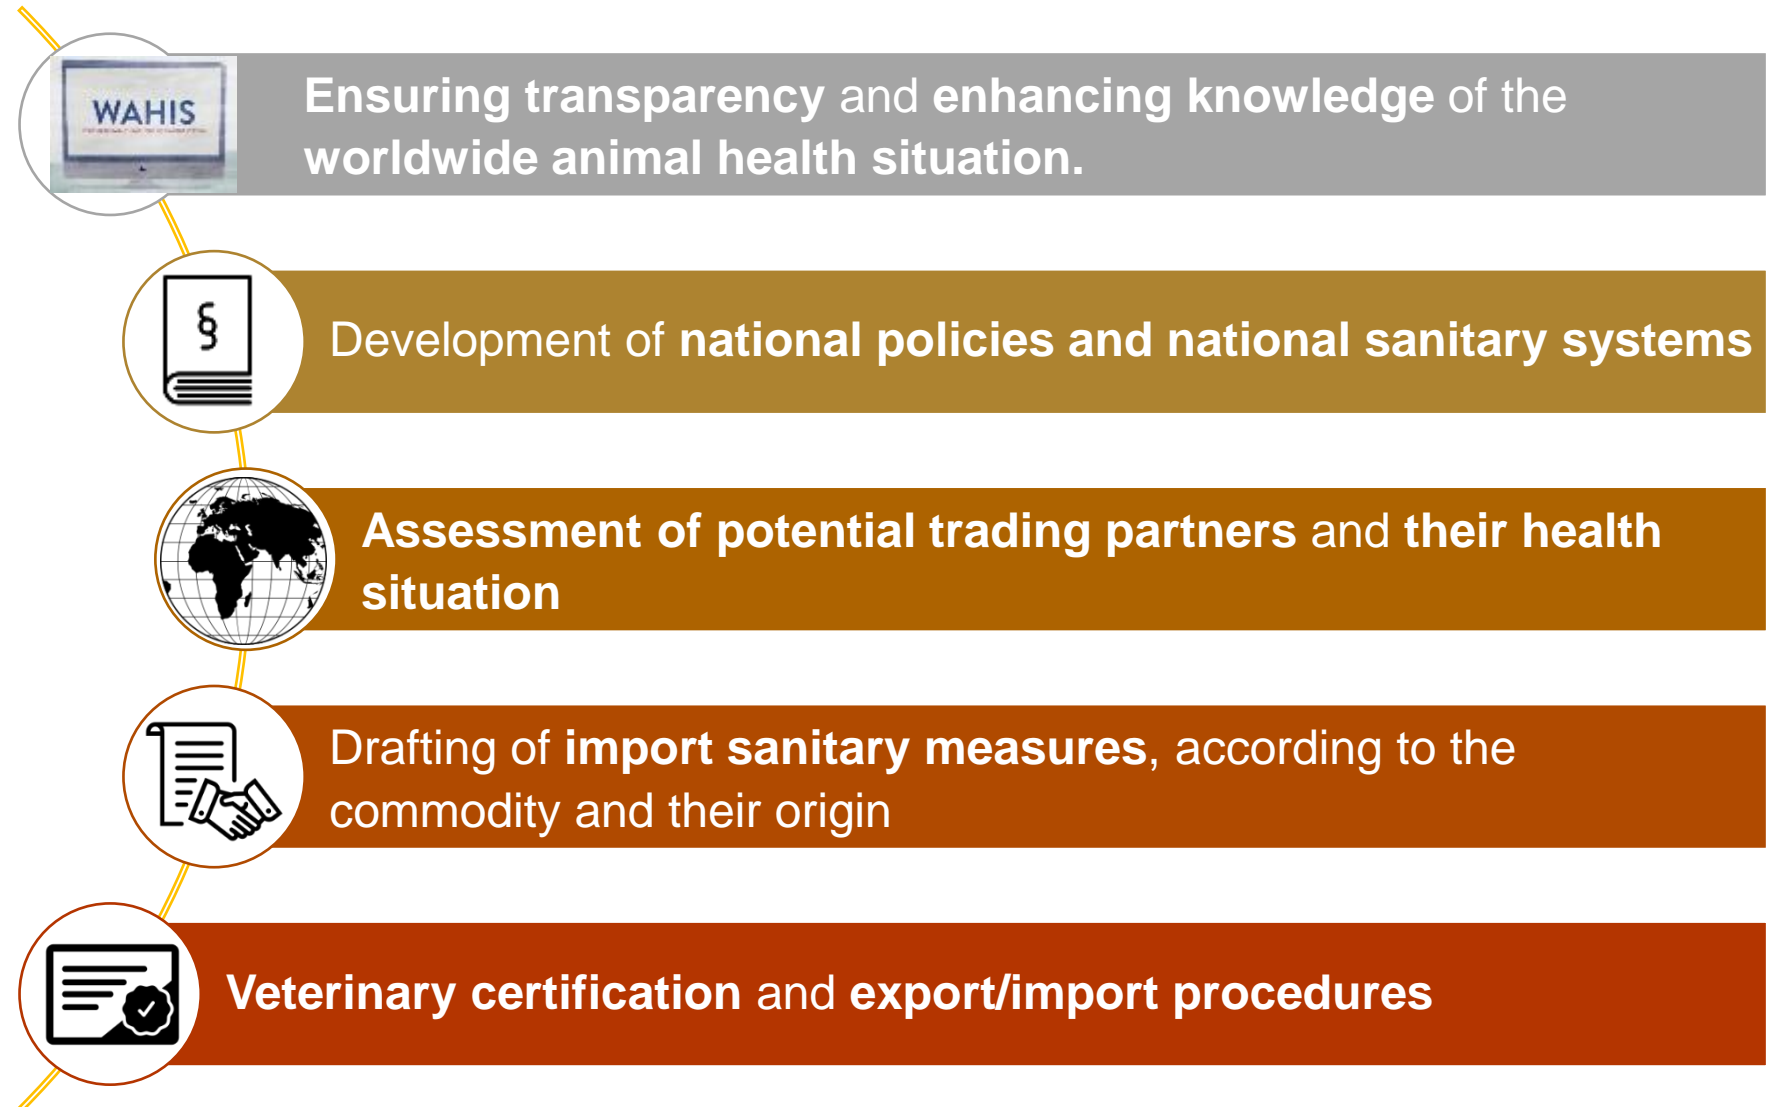 WAHIS
Ensuring transparency and enhancing knowledge of the
worldwide animal health situation.
§
Development of national policies and national sanitary systems
Assessment of potential trading partners and their health
situation
Drafting of import sanitary measures, according to the
commodity and their origin
Veterinary certification and export/import procedures